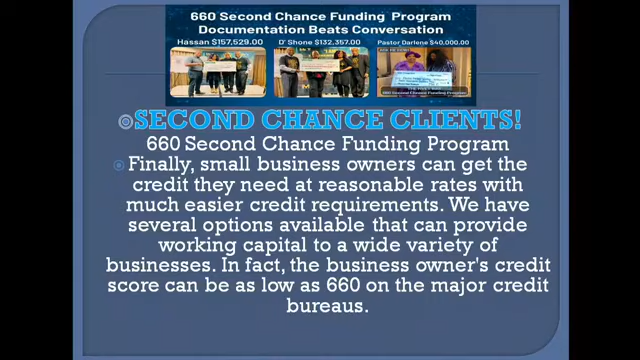 660 Second Chance Funding Program
Documentation Beats Conversation
Hassan $157,529.00 D' Shone $132,357.00 Pastor Darlene $40,000.00
SECOND CHANCE CLIENTS!
660 Second Chance Funding Program
Finally, small business owners can get the
credit they need at reasonable rates with
much easier credit requirements. We have
several options available that can provide
working capital to a wide variety of
businesses. In fact, the business owner's credit
score can be as low as 660 on the major credit
bureaus.